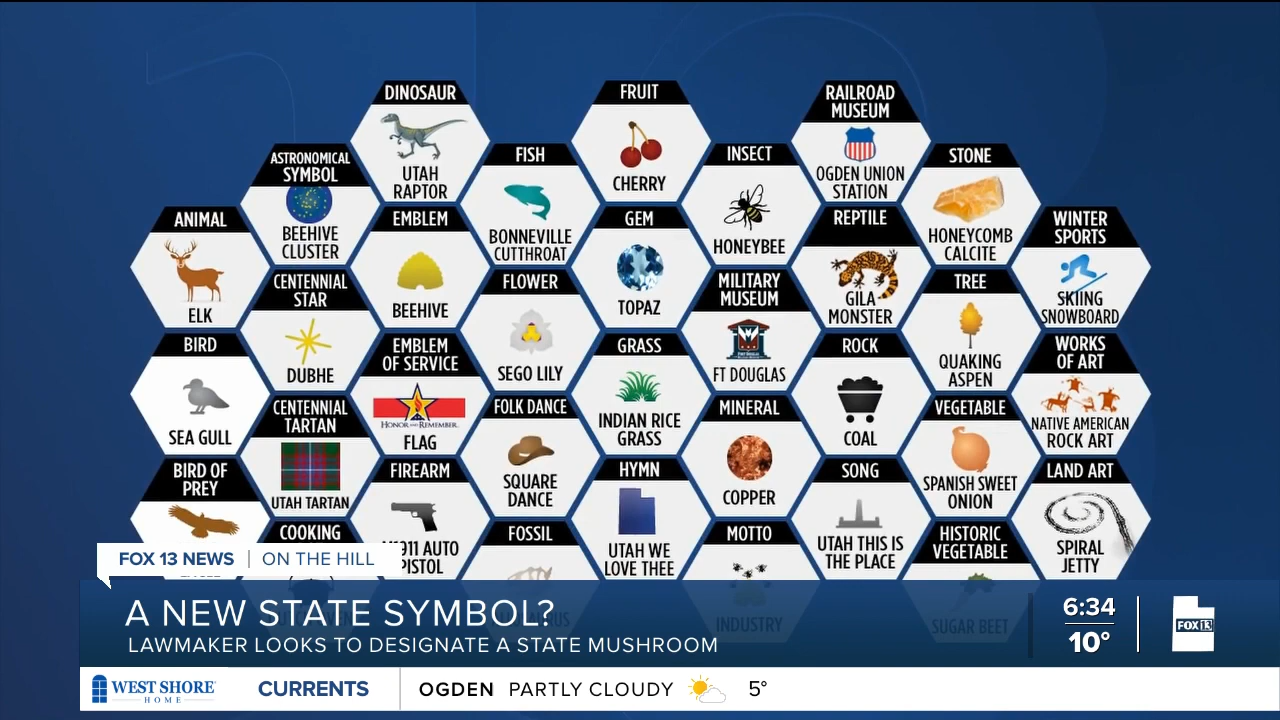 DINOSAUR
UTAH
RAPTOR
FRUIT
CHERRY
RAILROAD
MUSEUM
OGDEN UNION
STATION
ASTRONOMICAL
SYMBOL
BEEHIVE
CLUSTER
FISH
BONNEVILLE
CUTTHROAT
INSECT
HONEYBEE
STONE
HONEYCOMB
CALCITE
ANIMAL
ELK
EMBLEM
BEEHIVE
GEM
TOPAZ
REPTILE
GILA
MONSTER
WINTER
SPORTS
SKIING
SNOWBOARD
CENTENNIAL
STAR
DUBHE
FLOWER
SEGO LILY
MILITARY
MUSEUM
FT DOUGLAS
TREE
QUAKING
ASPEN
BIRD
SEA GULL
EMBLEM
OF SERVICE
HONOR AND REMEMBER
FLAG
GRASS
INDIAN RICE
GRASS
ROCK
COAL
WORKS
OF ART
NATIVE AMERICAN
ROCK ART
CENTENNIAL
TARTAN
UTAH TARTAN
FOLK DANCE
SQUARE
DANCE
MINERAL
COPPER
VEGETABLE
SPANISH SWEET
ONION
BIRD OF
PREY
FIREARM
AUTO
PISTOL
HYMN
UTAH WE
LOVE THEE
SONG
UTAH THIS IS
THE PLACE
LAND ART
SPIRAL
JETTY
COOKING
FOSSIL
MOTTO
INDUSTRY
HISTORIC
VEGETABLE
SUGAR BEET
FOX 13 NEWS | ON THE HILL
A NEW STATE SYMBOL?
LAWMAKER LOOKS TO DESIGNATE A STATE MUSHROOM
6:34
10°
FOX 13
WEST SHORE
HOME
CURRENTS
OGDEN PARTLY CLOUDY 5°